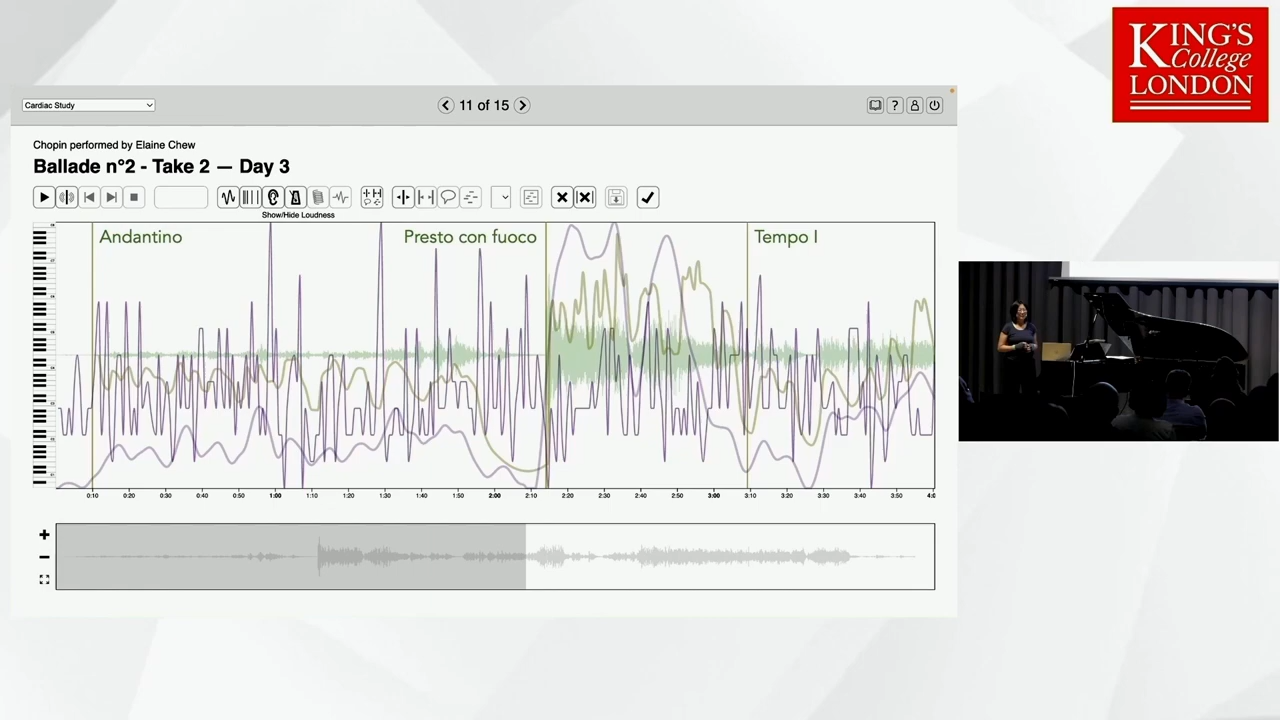 KING'S
College
LONDON
Cardiac Study
11 of 15
?
Chopin performed by Elaine Chew
Ballade n°2 - Take 2 — Day 3
Show/Hide Loudness
Andantino
Presto con fuoco
Tempo I
0:10 0:20 0:30 0:40 0:50 1:00 1:10 1:20 1:30 1:40 1:50 2:00 2:10 2:20 2:30 2:40 2:50 3:00 3:10 3:20 3:30 3:40 3:50 4:0